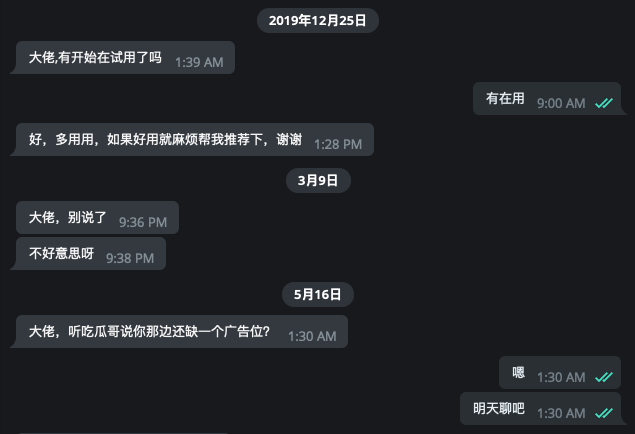 2019年12月25日
大佬,有开始在试用了吗 1:39 AM
有在用 9:00 AM
好，多用用，如果好用就麻烦帮我推荐下，谢谢 1:28 PM
3月9日
大佬，别说了 9:36 PM
不好意思呀 9:38 PM
5月16日
大佬，听吃瓜哥说你那边还缺一个广告位？ 1:30 AM
嗯 1:30 AM
明天聊吧 1:30 AM